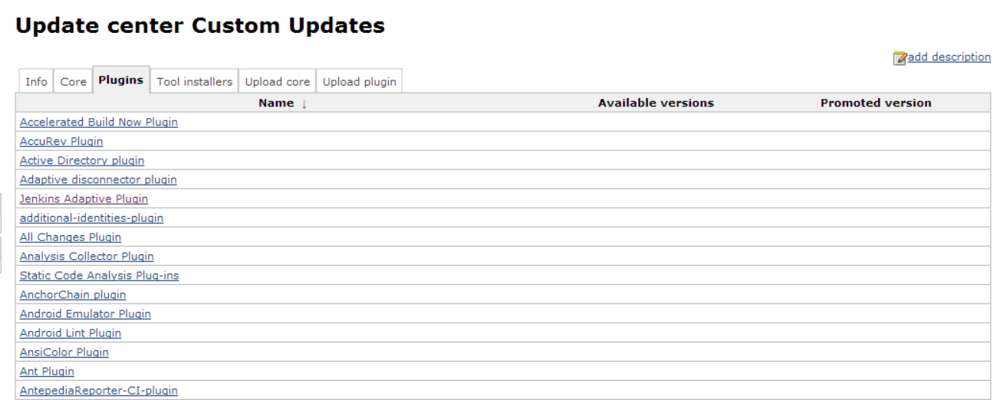 Update center Custom Updates
add description
Info Core Plugins Tool installers Upload core Upload plugin
Name ↓ Available versions Promoted version
Accelerated Build Now Plugin
AccuRev Plugin
Active Directory plugin
Adaptive disconnector plugin
Jenkins Adaptive Plugin
additional-identities-plugin
All Changes Plugin
Analysis Collector Plugin
Static Code Analysis Plug-ins
AnchorChain plugin
Android Emulator Plugin
Android Lint Plugin
AnsiColor Plugin
Ant Plugin
AntepediaReporter-CI-plugin